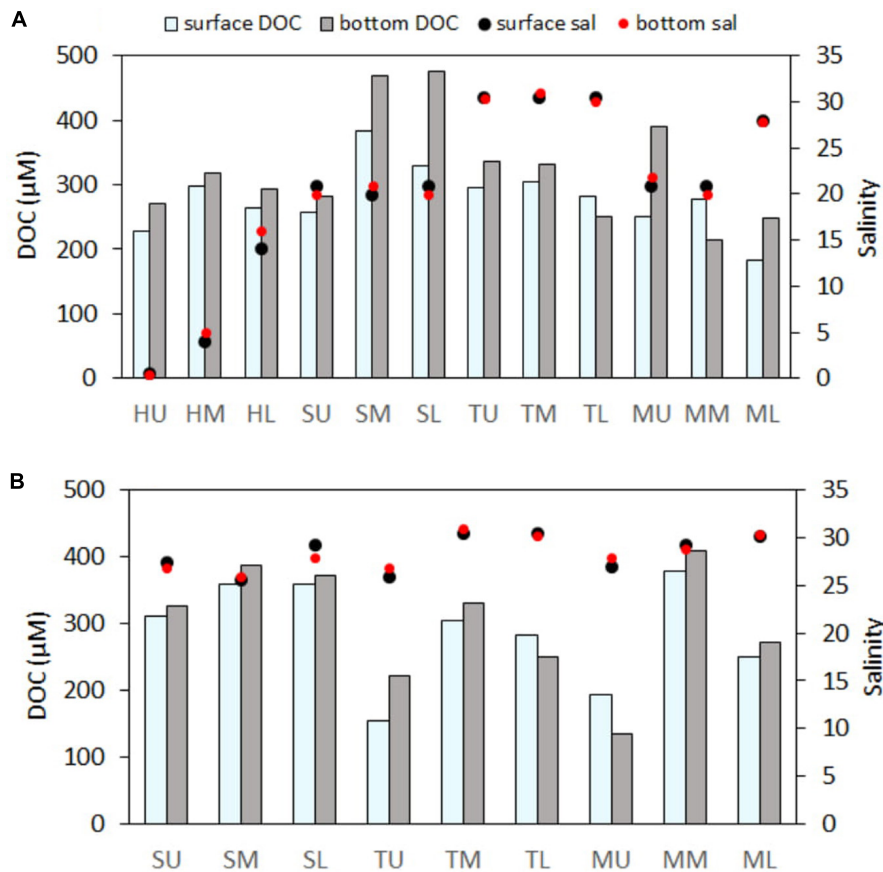 A
surface DOC bottom DOC surface sal bottom sal
500 35
400 30
300 25
200 20
100 15
0 10
5
0
DOC (µM)
Salinity
HU HM HL SU SM SL TU TM TL MU MM ML
B
500 35
400 30
300 25
200 20
100 15
0 10
5
0
DOC (µM)
Salinity
SU SM SL TU TM TL MU MM ML